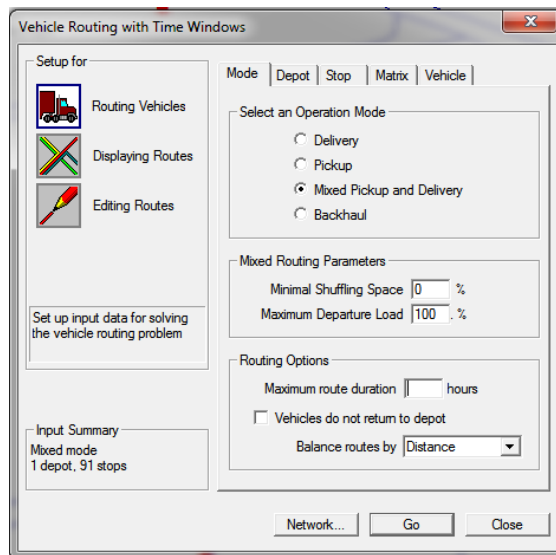 Vehicle Routing with Time Windows
Setup for
Routing Vehicles
Displaying Routes
Editing Routes
Set up input data for solving
the vehicle routing problem
Input Summary
Mixed mode
1 depot, 91 stops
Mode Depot Stop Matrix Vehicle
Select an Operation Mode
Delivery
Pickup
Mixed Pickup and Delivery
Backhaul
Mixed Routing Parameters
Minimal Shuffling Space 0 %
Maximum Departure Load 100 . %
Routing Options
Maximum route duration hours
Vehicles do not return to depot
Balance routes by Distance
Network... Go Close